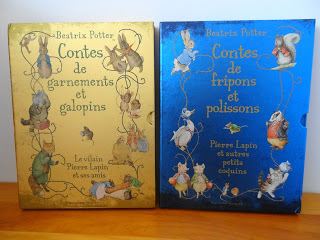 Beatrix Potter
Contes
de
garnements
et
galopins
Le vilain
Pierre Lapin
et ses amis
Beatrix Potter
Contes
de
fripons
et
polissons
Pierre Lapin
et autres
petits
coquins